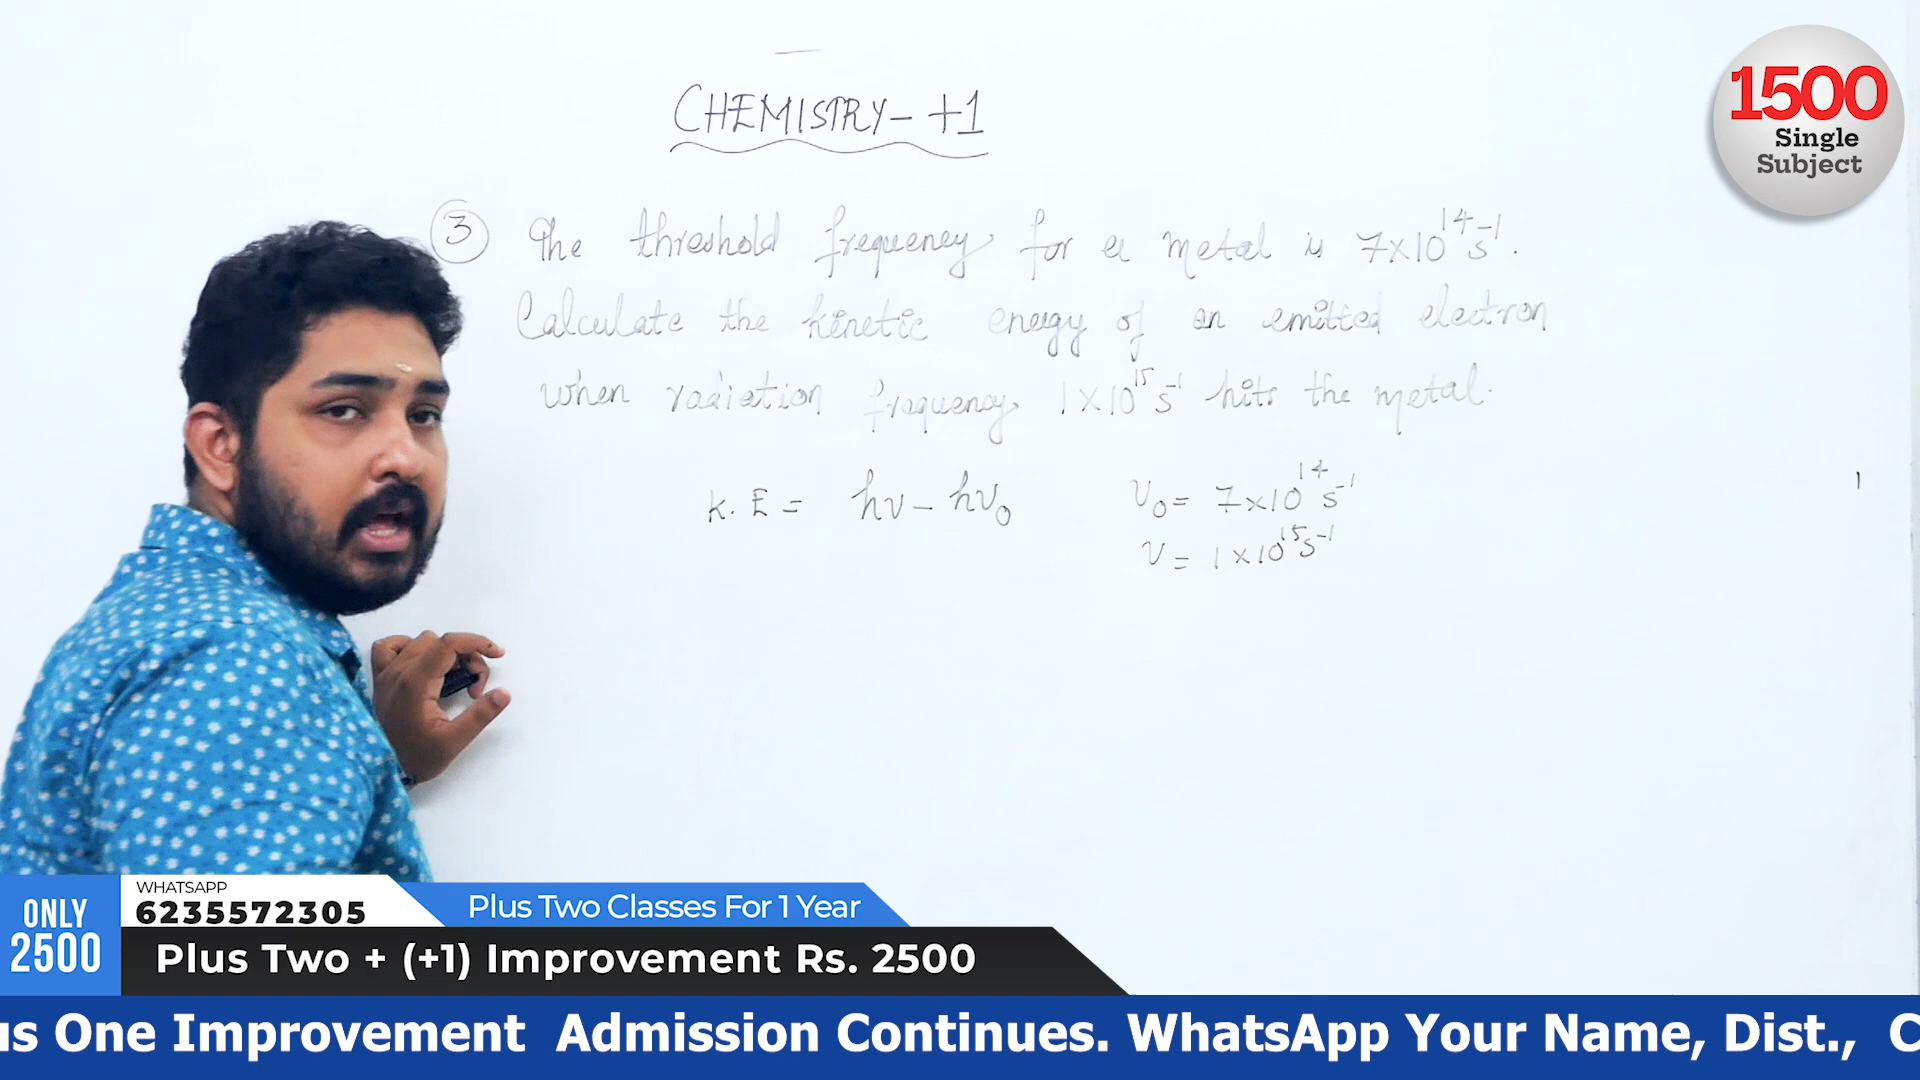 CHEMISTRY - +1
1500
Single
Subject
3 The threshold frequency for a metal is 7×10¹⁴s⁻¹.
Calculate the kinetic energy of an emitted electron
when radiation frequency 1×10¹⁵s⁻¹ hits the metal.
K.E = hν - hν₀
ν₀ = 7×10¹⁴s⁻¹
ν = 1×10¹⁵s⁻¹
ONLY
2500
WHATSAPP
6235572305
Plus Two Classes For 1 Year
Plus Two + (+1) Improvement Rs. 2500
us One Improvement Admission Continues. WhatsApp Your Name, Dist., C